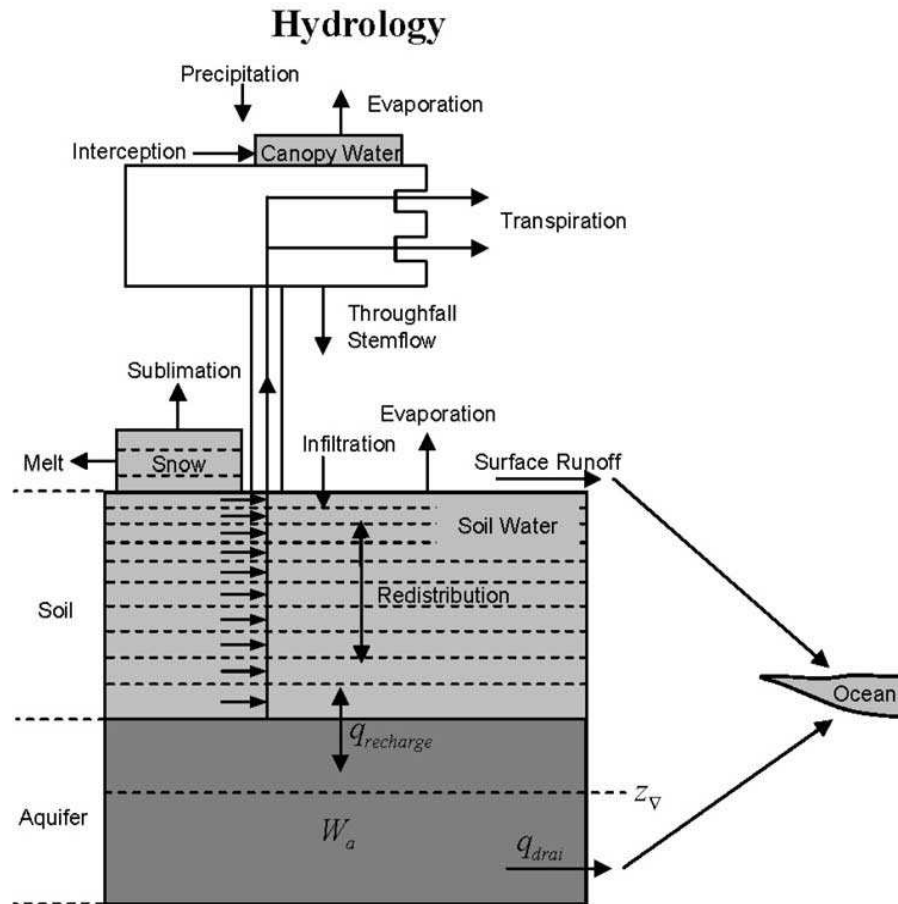 Hydrology
Precipitation
Evaporation
Interception
Canopy Water
Transpiration
Throughfall
Stemflow
Sublimation
Evaporation
Infiltration
Surface Runoff
Melt
Snow
Soil Water
Soil
Redistribution
Ocean
q_recharge
z_∇
Aquifer
W_a
q_drai